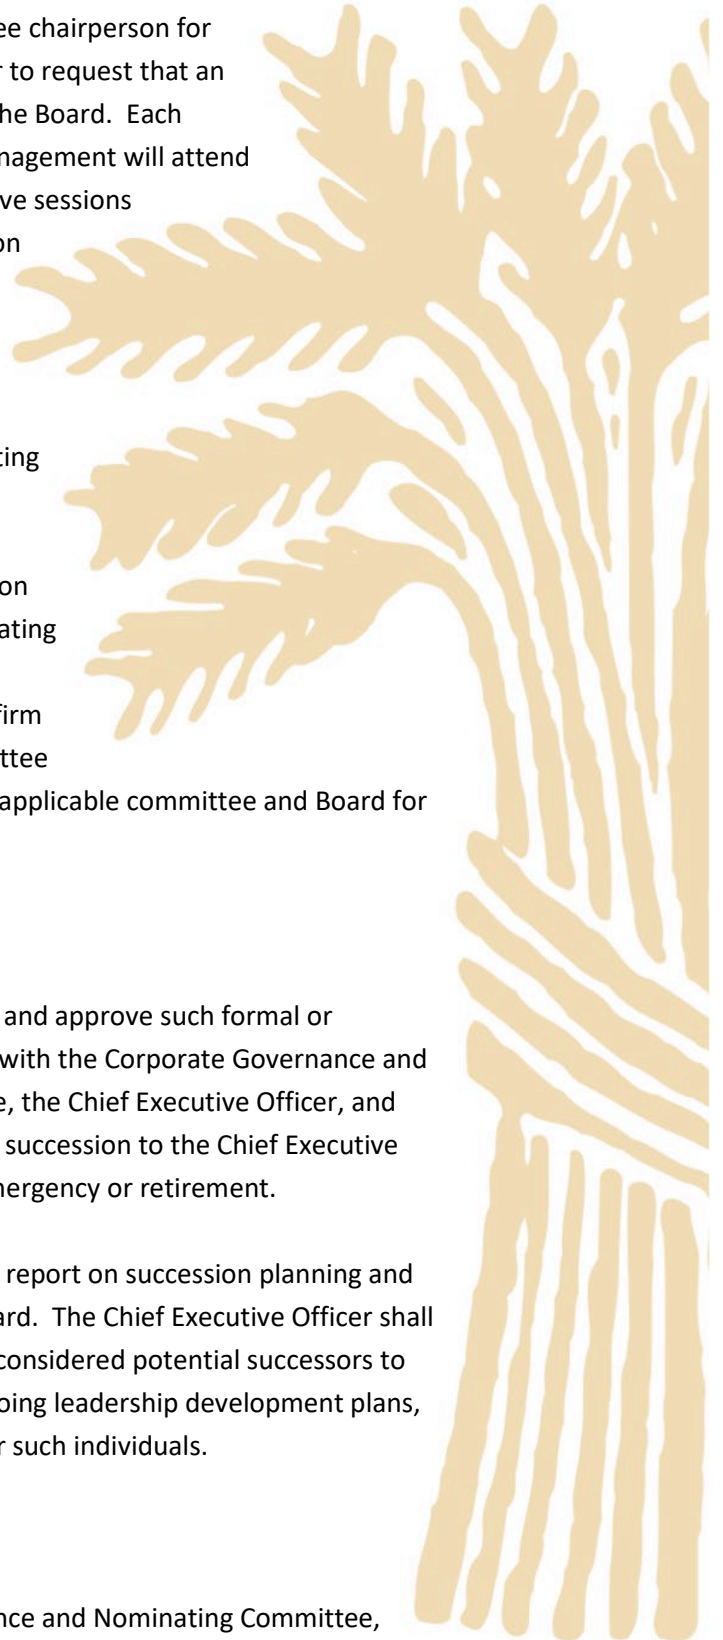 ee chairperson for
r to request that an
he Board.  Each
nagement will attend
ve sessions
on
ting
on
ating
firm
ttee
applicable committee and Board for
and approve such formal or
with the Corporate Governance and
e, the Chief Executive Officer, and
succession to the Chief Executive
mergency or retirement.
report on succession planning and
ard.  The Chief Executive Officer shall
considered potential successors to
oing leadership development plans,
r such individuals.
nce and Nominating Committee,